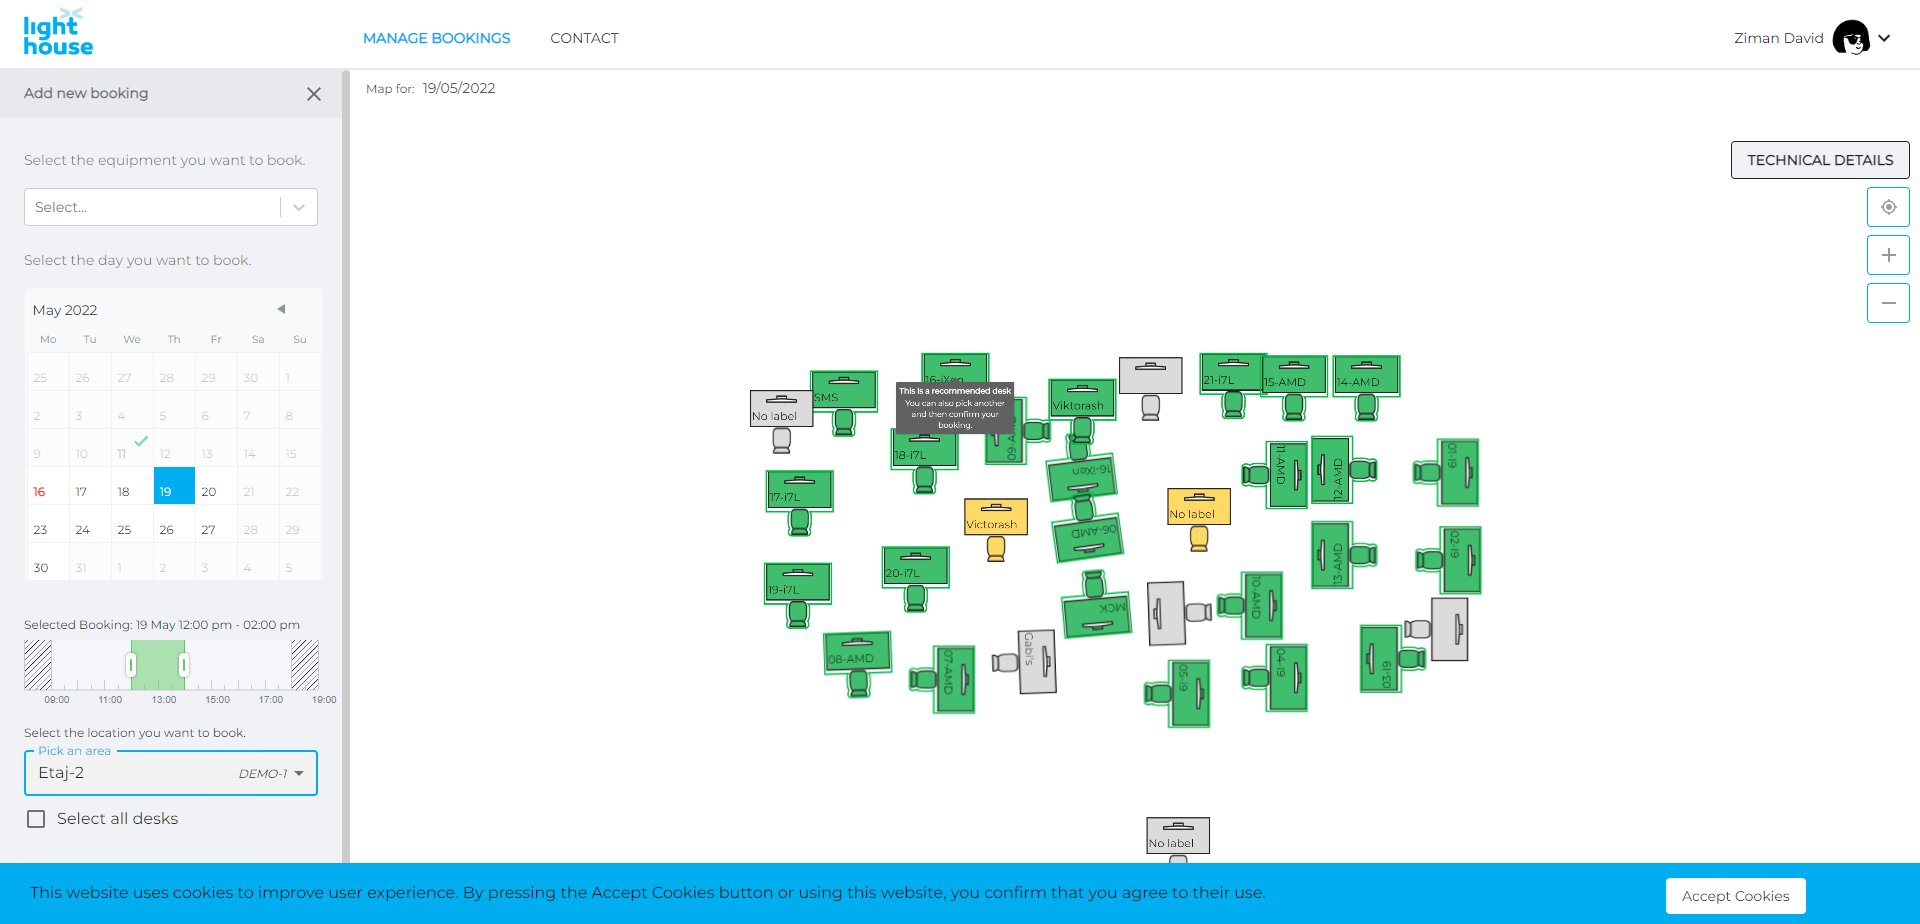 light
house
MANAGE BOOKINGS
CONTACT
Ziman David
Add new booking
Map for: 19/05/2022
TECHNICAL DETAILS
Select the equipment you want to book.
Select...
Select the day you want to book.
May 2022
Mo Tu We Th Fr Sa Su
25 26 27 28 29 30 1
2 3 4 5 6 7 8
9 10 11 12 13 14 15
16 17 18 19 20 21 22
23 24 25 26 27 28 29
30 31 1 2 3 4 5
Selected Booking: 19 May 12:00 pm - 02:00 pm
09:00 11:00 13:00 15:00 17:00 19:00
Select the location you want to book.
Pick an area
Etaj-2 DEMO-1
Select all desks
16-iXen
This is a recommended desk
You can also pick another
and then confirm your
booking.
SMS
No label
Viktorash
21-i7L
15-AMD
14-AMD
18-i7L
09-AMD
16-iXen
11-AMD
12-AMD
01-i9
17-i7L
Victorash
No label
06-AMD
13-AMD
02-i9
20-i7L
19-i7L
MCK
10-AMD
08-AMD
07-AMD
Gabi's
05-i9
04-i9
03-i9
No label
This website uses cookies to improve user experience. By pressing the Accept Cookies button or using this website, you confirm that you agree to their use.
Accept Cookies